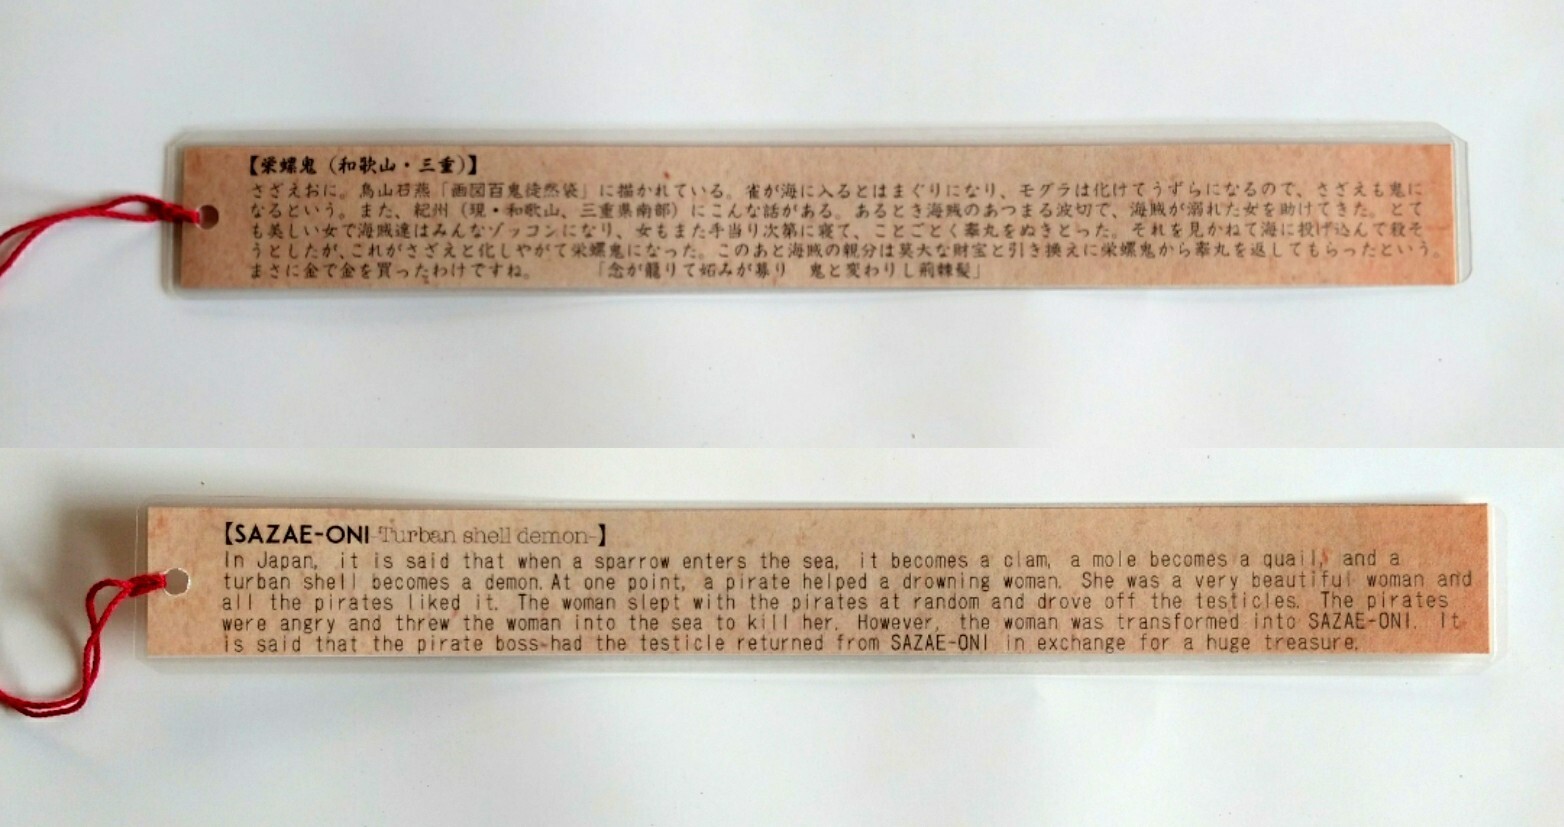 【栄螺鬼（和歌山・三重）】
さざえおに。鳥山石燕「画図百鬼徒然袋」に描かれている。雀が海に入るとはまぐりになり、モグラは化けてうずらになるので、さざえも鬼に
なるという。また、紀州（現・和歌山、三重県南部）にこんな話がある。あるとき海賊のあつまる波切で、海賊が溺れた女を助けてきた。とて
も美しい女で海賊達はみんなゾッコンになり、女もまた手当り次第に寝て、ことごとく睾丸をぬきとった。それを見かねて海に投げ込んで殺そ
うとしたが、これがさざえと化しやがて栄螺鬼になった。このあと海賊の親分は莫大な財宝と引き換えに栄螺鬼から睾丸を返してもらったという。
まさに金で金を買ったわけですね。　「念が籠りて妬みが募り　鬼と変わりし荊棘髪」
【SAZAE-ONI-Turban shell demon-】
In Japan, it is said that when a sparrow enters the sea, it becomes a clam, a mole becomes a quail, and a
turban shell becomes a demon. At one point, a pirate helped a drowning woman. She was a very beautiful woman and
all the pirates liked it. The woman slept with the pirates at random and drove off the testicles. The pirates
were angry and threw the woman into the sea to kill her. However, the woman was transformed into SAZAE-ONI. It
is said that the pirate boss had the testicle returned from SAZAE-ONI in exchange for a huge treasure.